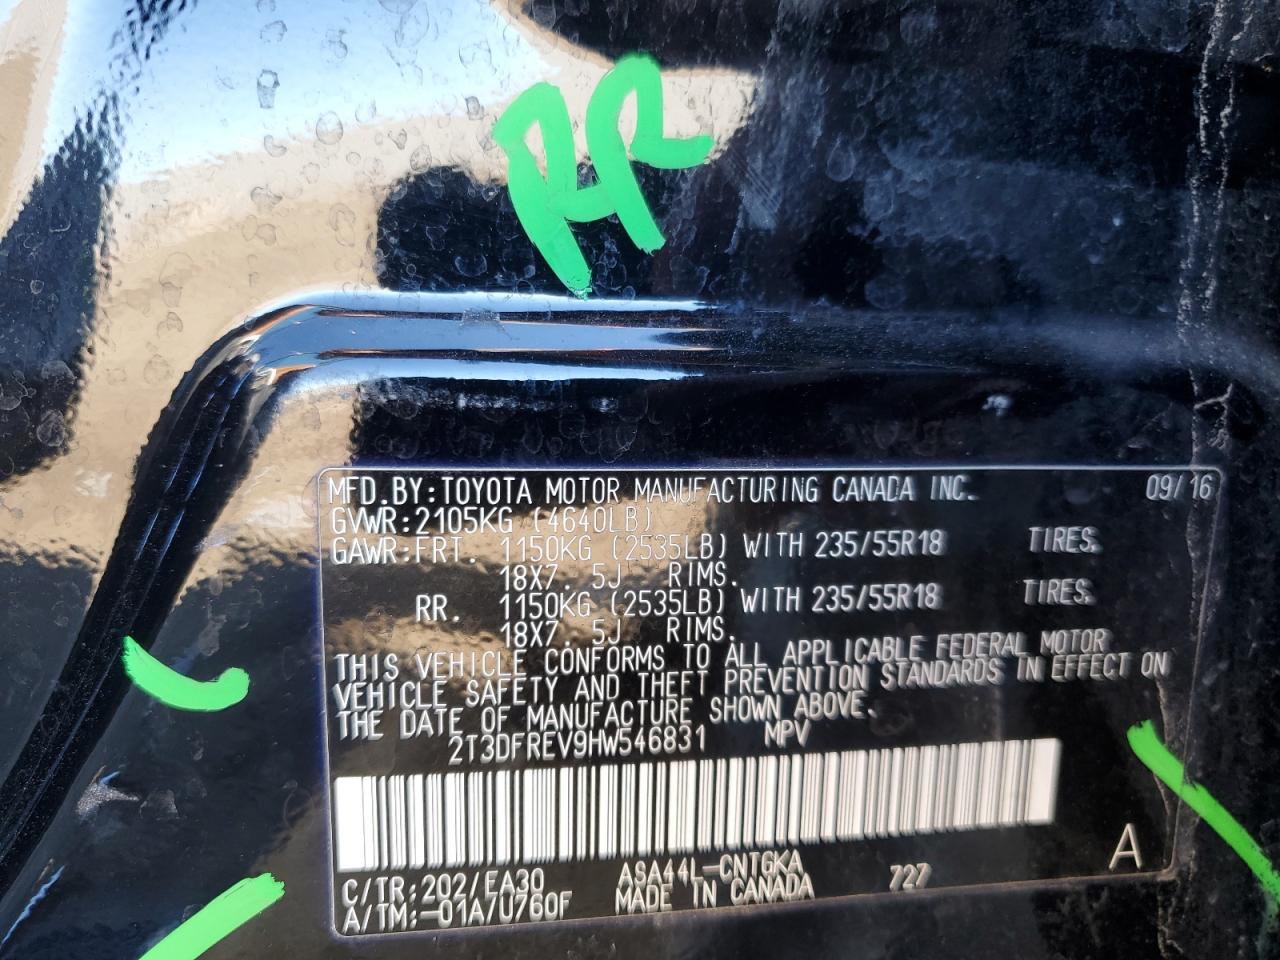 RR
MFD.BY:TOYOTA MOTOR MANUFACTURING CANADA INC. 09/16
GVWR:2105KG (4640LB)
GAWR:FRT. 1150KG (2535LB) WITH 235/55R18 TIRES.
18X7. 5J RIMS.
RR. 1150KG (2535LB) WITH 235/55R18 TIRES.
18X7. 5J RIMS.
THIS VEHICLE CONFORMS TO ALL APPLICABLE FEDERAL MOTOR
VEHICLE SAFETY AND THEFT PREVENTION STANDARDS IN EFFECT ON
THE DATE OF MANUFACTURE SHOWN ABOVE.
2T3DFREV9HW546831 MPV
A
C/TR:202/EA30 ASA44L-CNTGKA 727
A/TM:-01A/U760F MADE IN CANADA